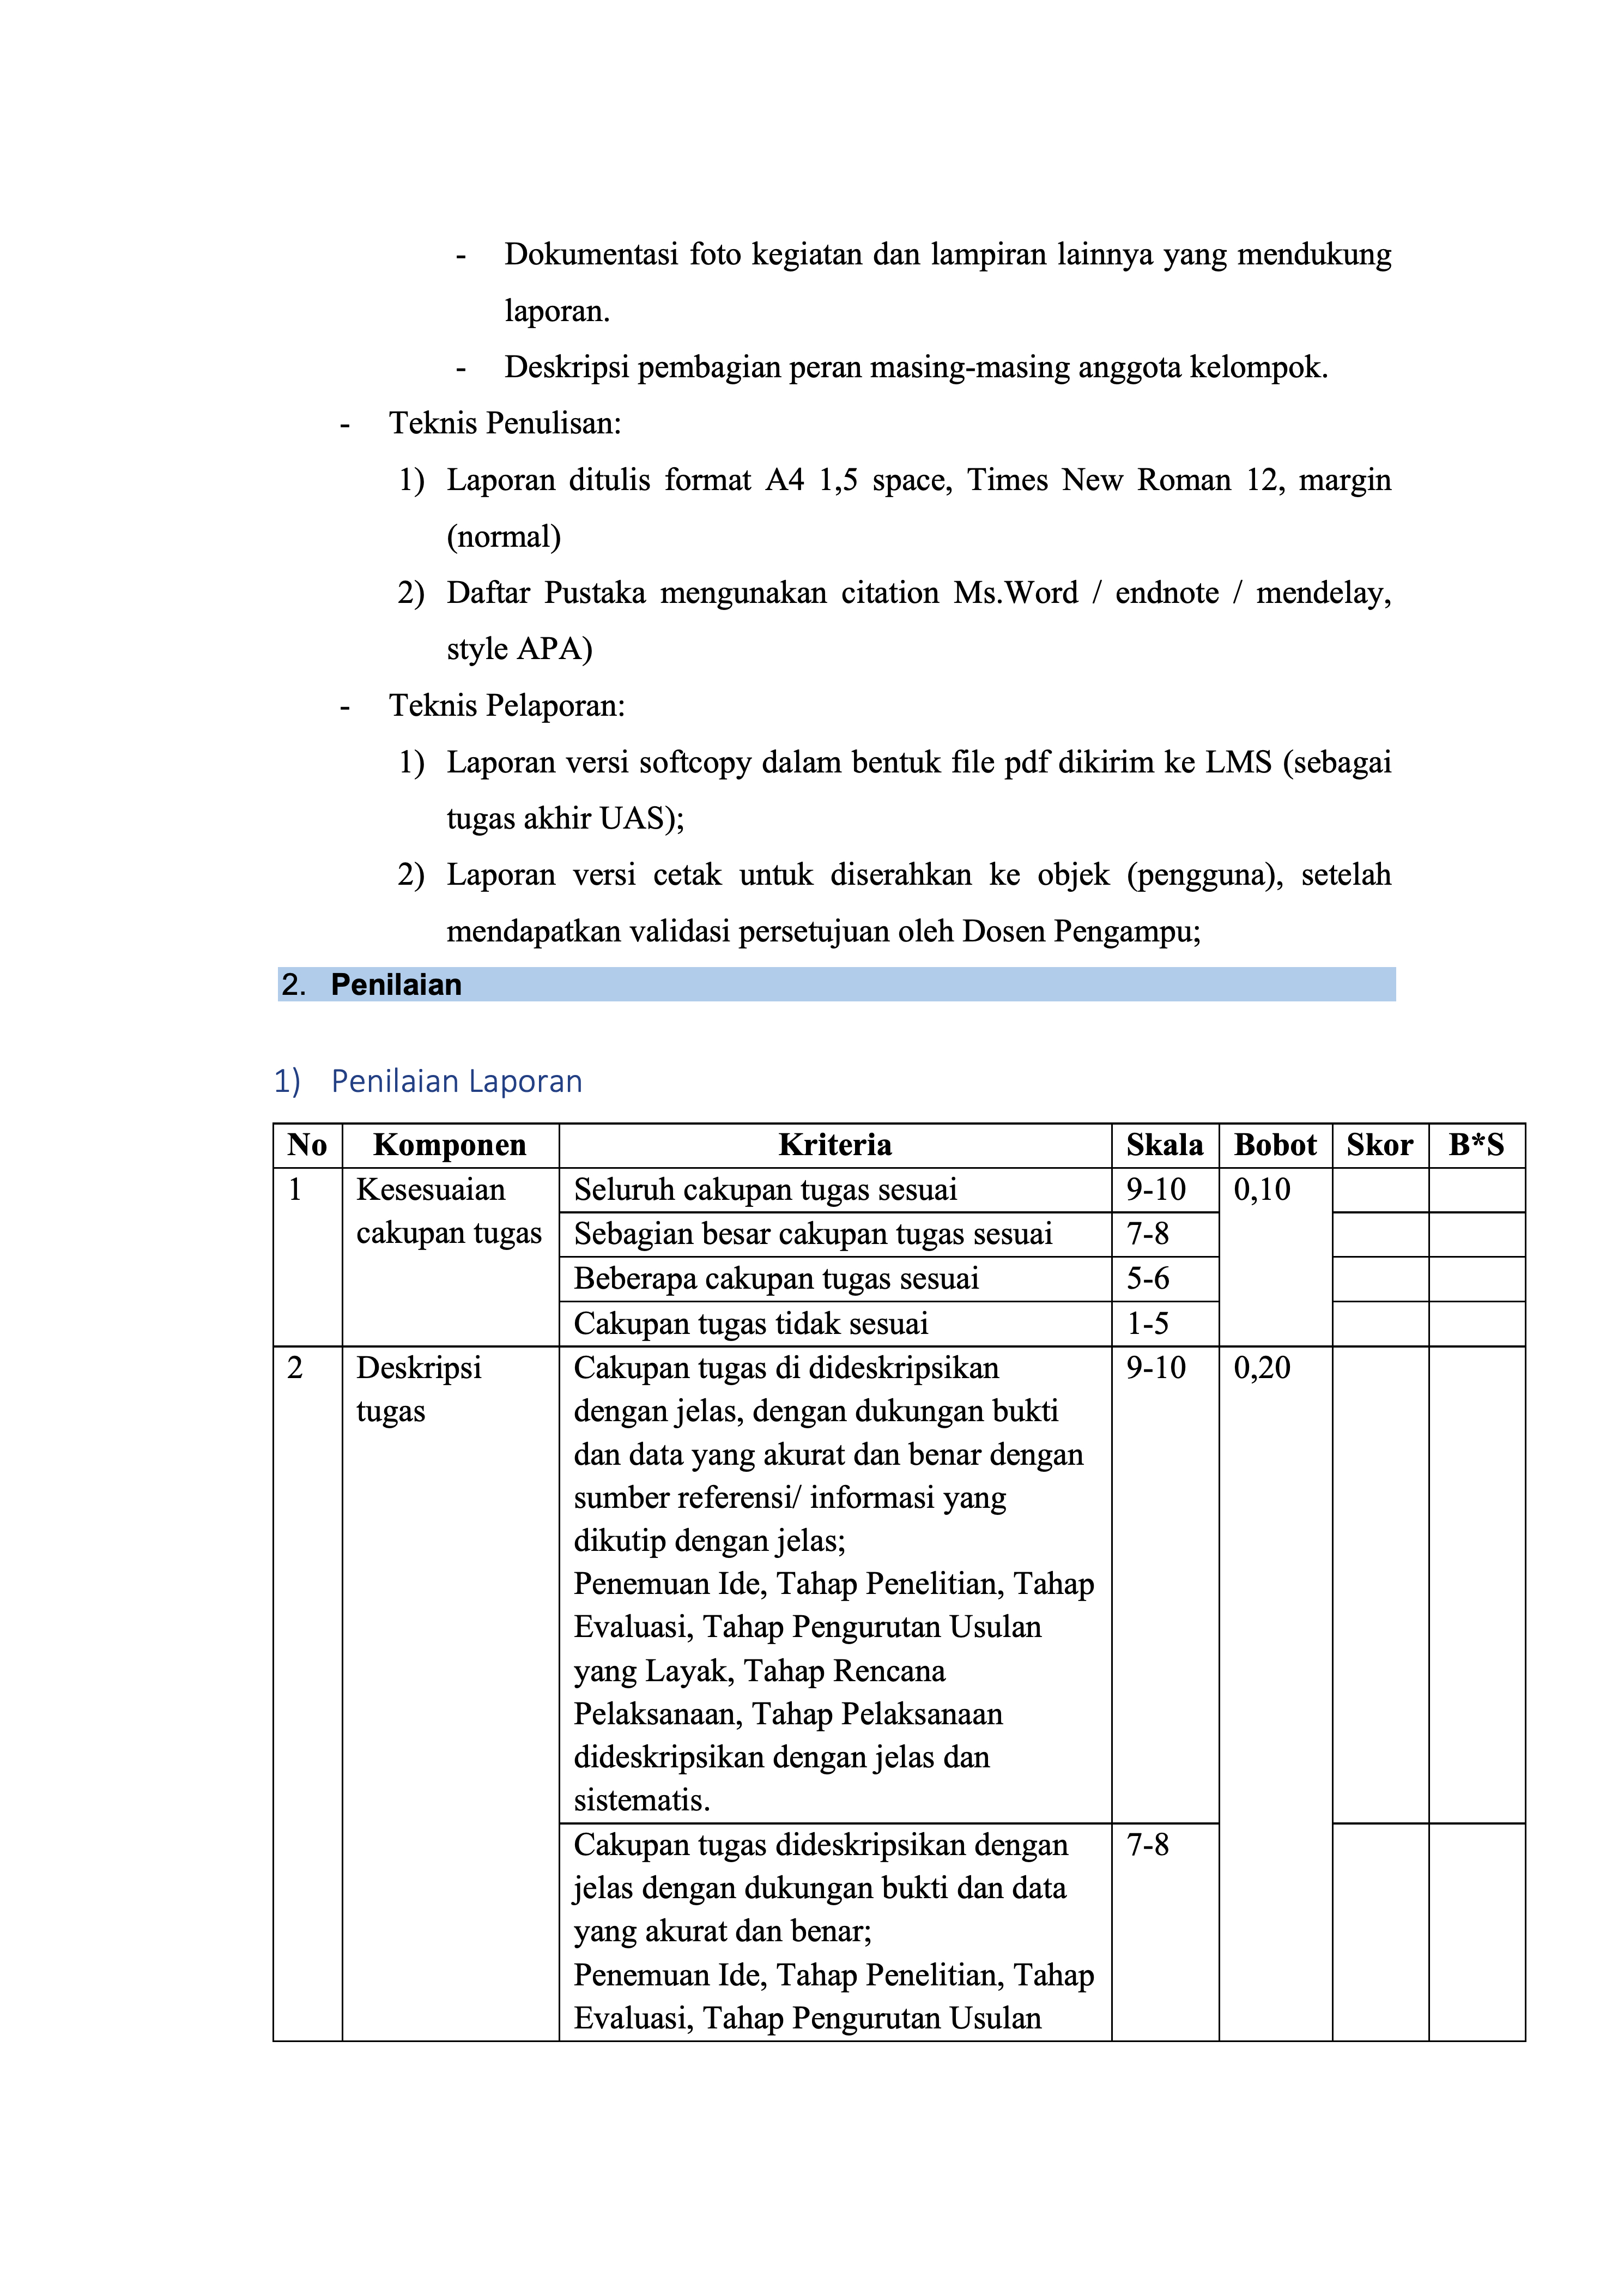 - Dokumentasi foto kegiatan dan lampiran lainnya yang mendukung
laporan.
- Deskripsi pembagian peran masing-masing anggota kelompok.
- Teknis Penulisan:
1) Laporan ditulis format A4 1,5 space, Times New Roman 12, margin
(normal)
2) Daftar Pustaka mengunakan citation Ms.Word / endnote / mendelay,
style APA)
- Teknis Pelaporan:
1) Laporan versi softcopy dalam bentuk file pdf dikirim ke LMS (sebagai
tugas akhir UAS);
2) Laporan versi cetak untuk diserahkan ke objek (pengguna), setelah
mendapatkan validasi persetujuan oleh Dosen Pengampu;
2. Penilaian
1) Penilaian Laporan
No Komponen Kriteria Skala Bobot Skor B*S
1 Kesesuaian Seluruh cakupan tugas sesuai 9-10 0,10
cakupan tugas Sebagian besar cakupan tugas sesuai 7-8
Beberapa cakupan tugas sesuai 5-6
Cakupan tugas tidak sesuai 1-5
2 Deskripsi Cakupan tugas di dideskripsikan 9-10 0,20
tugas dengan jelas, dengan dukungan bukti
dan data yang akurat dan benar dengan
sumber referensi/ informasi yang
dikutip dengan jelas;
Penemuan Ide, Tahap Penelitian, Tahap
Evaluasi, Tahap Pengurutan Usulan
yang Layak, Tahap Rencana
Pelaksanaan, Tahap Pelaksanaan
dideskripsikan dengan jelas dan
sistematis.
Cakupan tugas dideskripsikan dengan 7-8
jelas dengan dukungan bukti dan data
yang akurat dan benar;
Penemuan Ide, Tahap Penelitian, Tahap
Evaluasi, Tahap Pengurutan Usulan